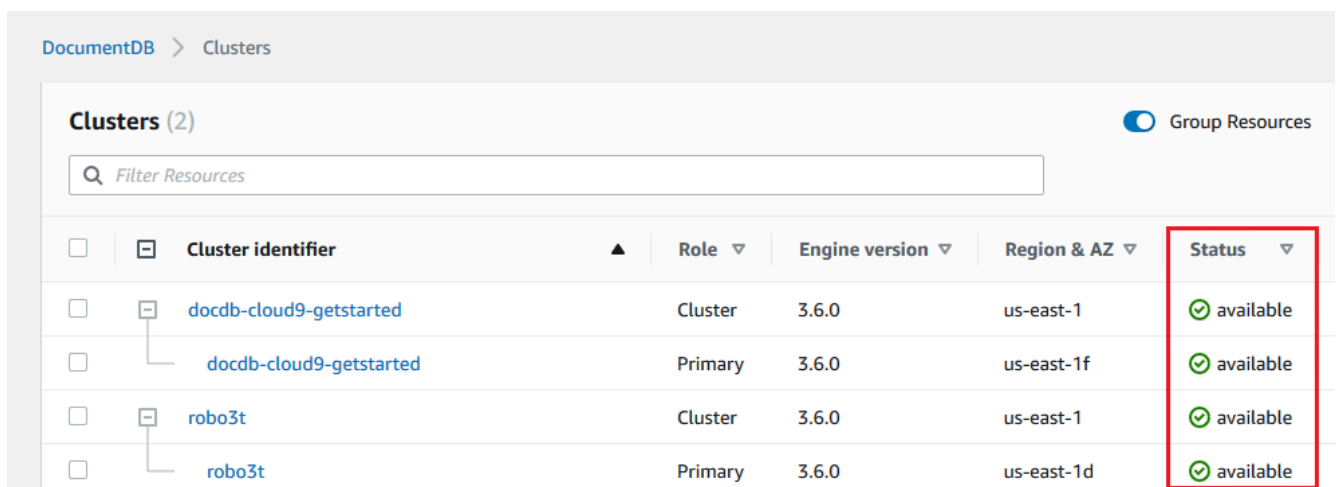 DocumentDB > Clusters
Clusters (2)
Group Resources
Filter Resources
Cluster identifier Role Engine version Region & AZ Status
docdb-cloud9-getstarted Cluster 3.6.0 us-east-1 available
docdb-cloud9-getstarted Primary 3.6.0 us-east-1f available
robo3t Cluster 3.6.0 us-east-1 available
robo3t Primary 3.6.0 us-east-1d available